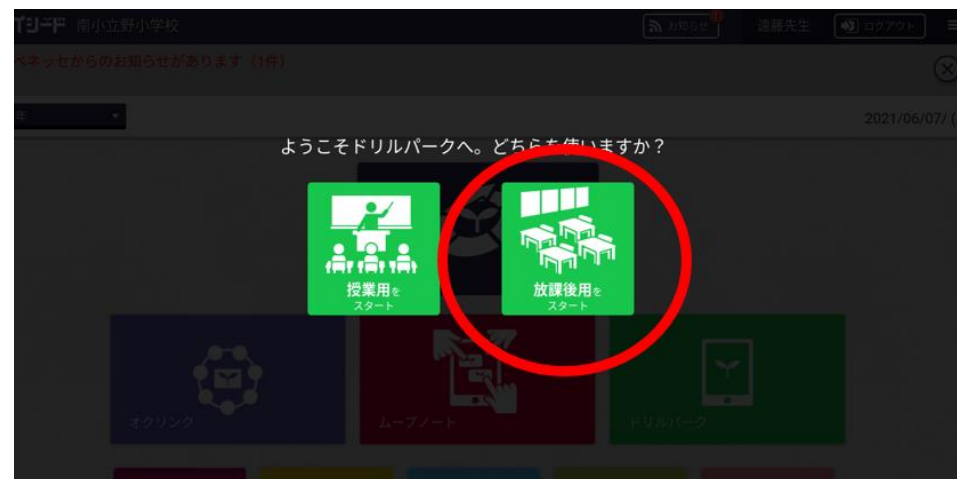 イシード 南小立野小学校
お知らせ
遠藤先生
ログアウト
ベネッセからのお知らせがあります (1件)
年
2021/06/07/ (
ようこそドリルパークへ。どちらを使いますか？
授業用を
スタート
放課後用を
スタート
オクリンク
ムーブノート
ドリルパーク